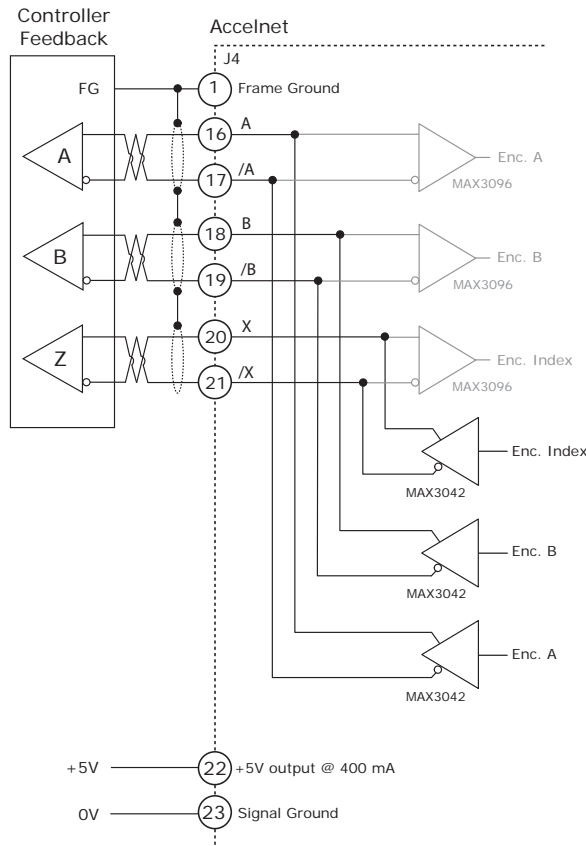 Controller
Feedback
Accelnet
J4
FG
1
Frame Ground
16
A
A
Enc. A
17
/A
MAX3096
18
B
B
Enc. B
19
/B
MAX3096
20
X
Z
Enc. Index
21
/X
MAX3096
Enc. Index
MAX3042
Enc. B
MAX3042
Enc. A
MAX3042
+5V
22
+5V output @ 400 mA
0V
23
Signal Ground